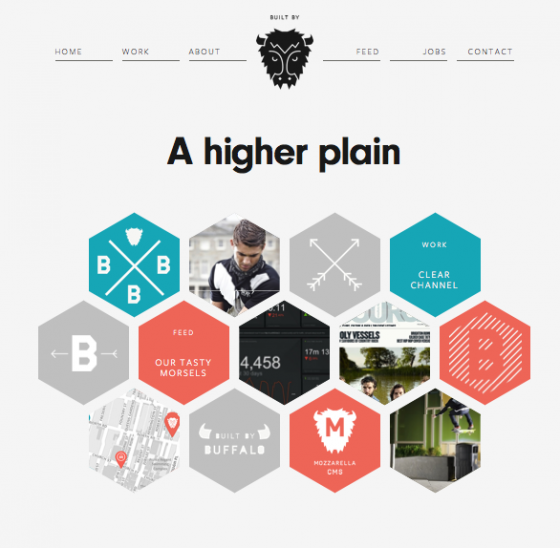 BUILT BY
HOME
WORK
ABOUT
FEED
JOBS
CONTACT
A higher plain
B
B
B
WORK
CLEAR
CHANNEL
B
FEED
OUR TASTY
MORSELS
4,458
17m 13
OLY VESSELS
B
BUILT BY
BUFFALO
M
MOZZARELLA
CMS